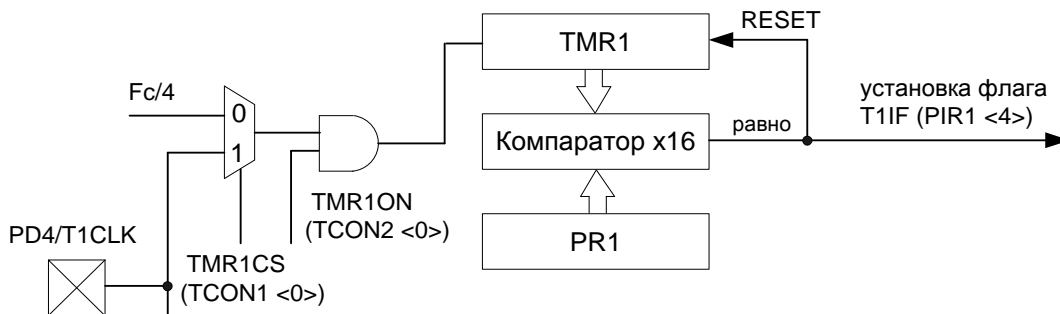 RESET
TMR1
Fc/4
установка флага
T1IF (PIR1 <4>)
0
равно
Компаратор x16
1
TMR1ON
(TCON2 <0>)
PD4/T1CLK
PR1
TMR1CS
(TCON1 <0>)